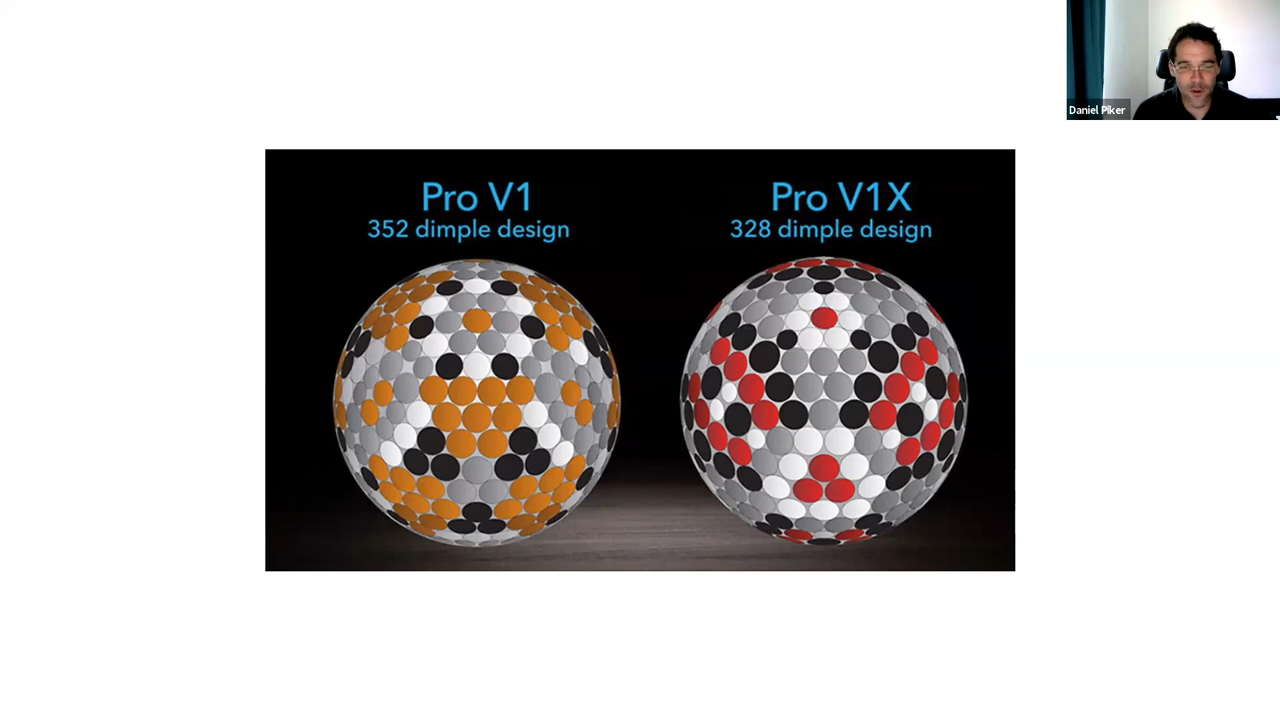 Daniel Piker
Pro V1
352 dimple design
Pro V1X
328 dimple design